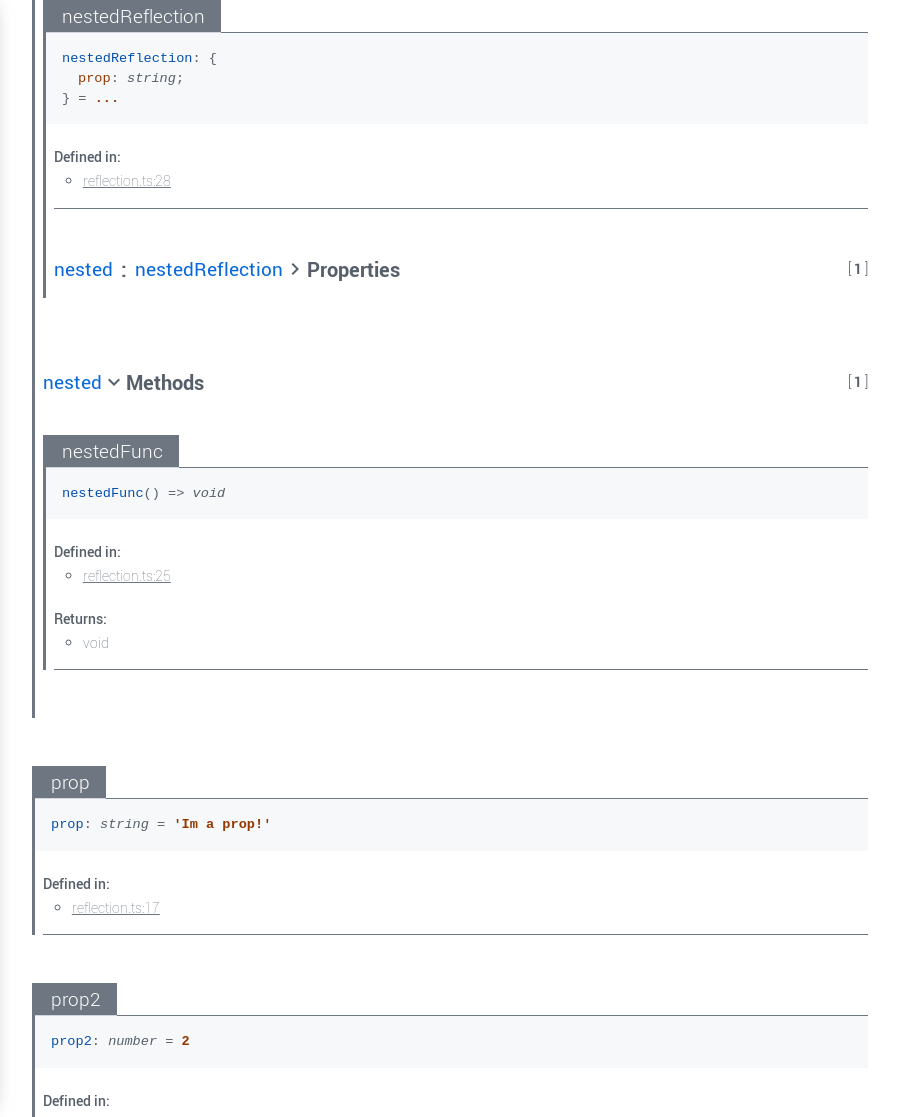 nestedReflection
nestedReflection: {
  prop: string;
} = ...
Defined in:
reflection.ts:28
nested : nestedReflection Properties [ 1 ]
nested Methods [ 1 ]
nestedFunc
nestedFunc() => void
Defined in:
reflection.ts:25
Returns:
void
prop
prop: string = 'Im a prop!'
Defined in:
reflection.ts:17
prop2
prop2: number = 2
Defined in: